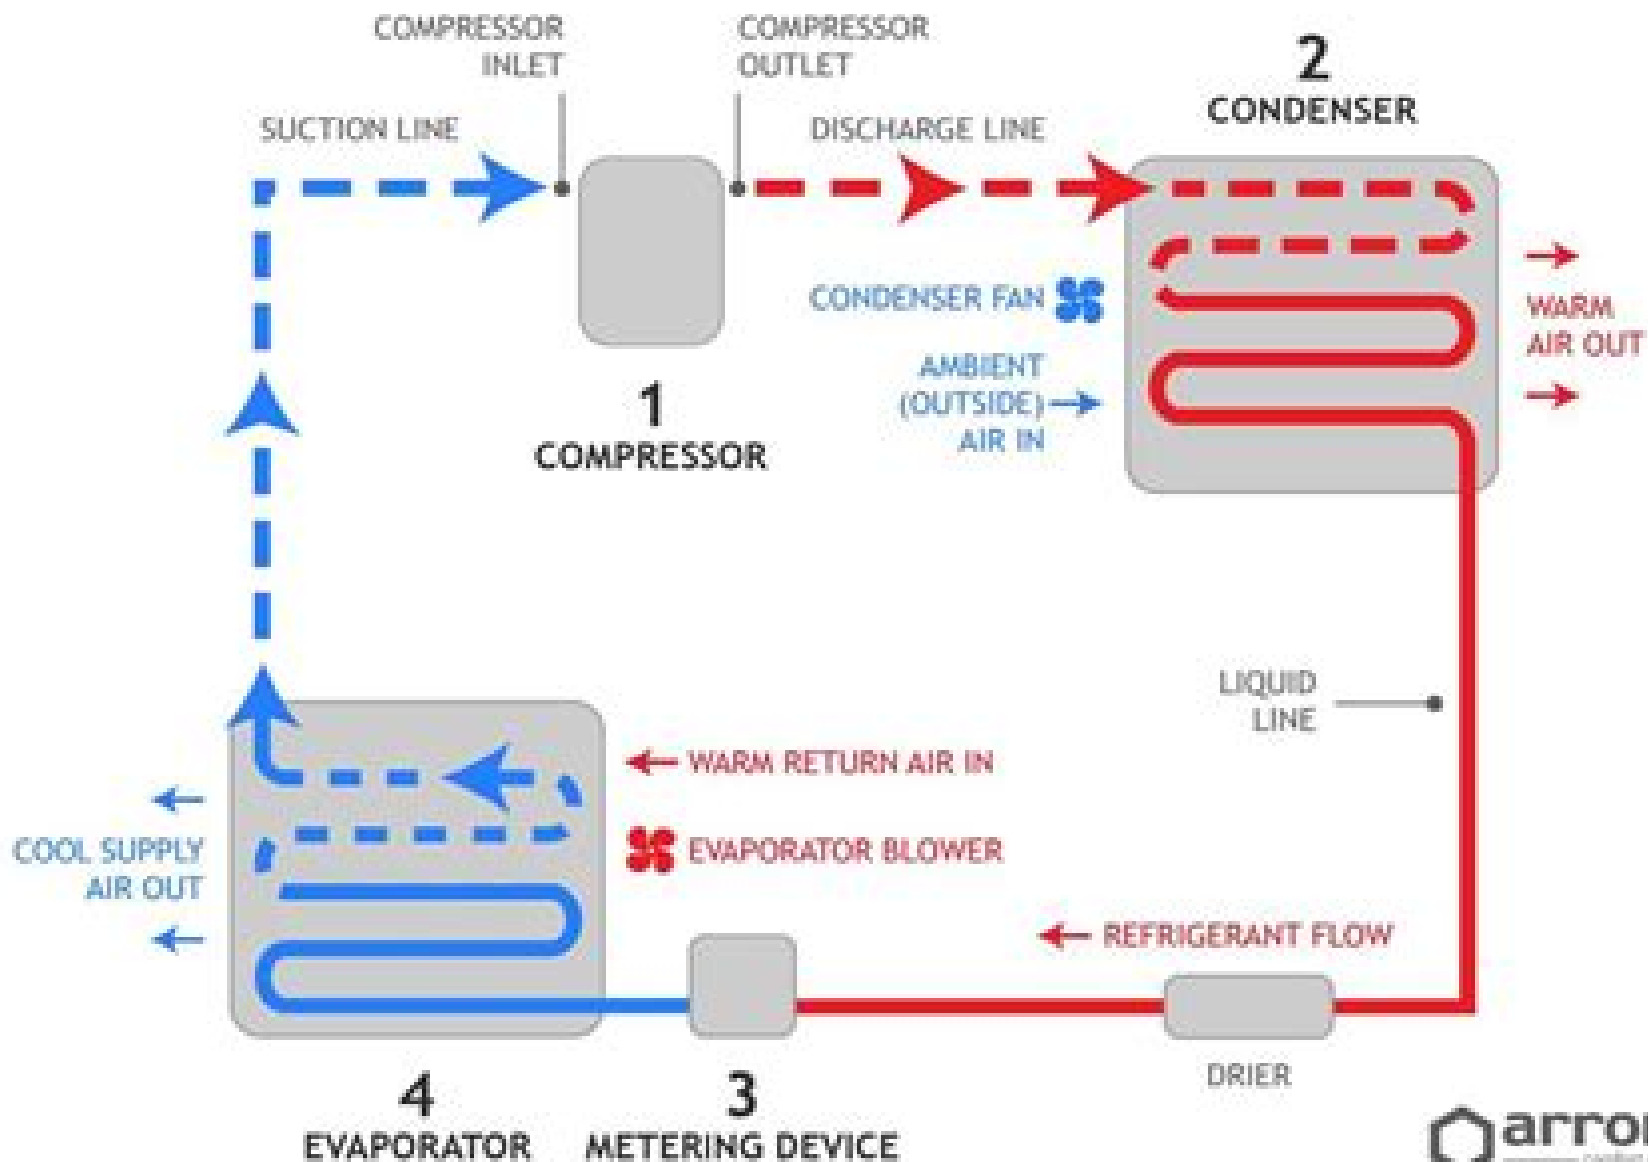 COMPRESSOR
INLET
COMPRESSOR
OUTLET
2
CONDENSER
SUCTION LINE
DISCHARGE LINE
CONDENSER FAN
WARM
AIR OUT
AMBIENT
(OUTSIDE)
AIR IN
1
COMPRESSOR
LIQUID
LINE
WARM RETURN AIR IN
COOL SUPPLY
AIR OUT
EVAPORATOR BLOWER
REFRIGERANT FLOW
DRIER
4
EVAPORATOR
3
METERING DEVICE